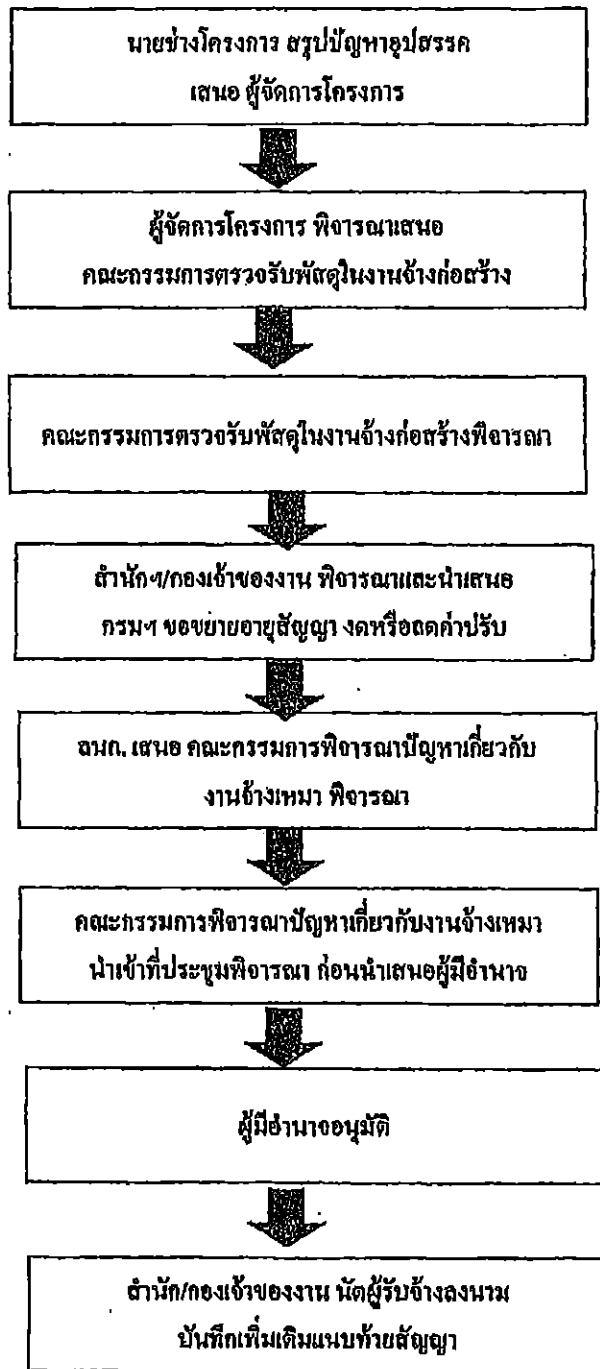 นายช่างโครงการ สรุปปัญหาอุปสรรค
เสนอ ผู้จัดการโครงการ
ผู้จัดการโครงการ พิจารณาเสนอ
คณะกรรมการตรวจรับพัสดุในงานจ้างก่อสร้าง
คณะกรรมการตรวจรับพัสดุในงานจ้างก่อสร้างพิจารณา
สำนักฯ/กองเจ้าของงาน พิจารณาและนำเสนอ
กรมฯ ขอขยายอายุสัญญา งดหรือลดค่าปรับ
ลนก. เสนอ คณะกรรมการพิจารณาปัญหาเกี่ยวกับ
งานจ้างเหมา พิจารณา
คณะกรรมการพิจารณาปัญหาเกี่ยวกับงานจ้างเหมา
นำเข้าที่ประชุมพิจารณา ก่อนนำเสนอผู้มีอำนาจ
ผู้มีอำนาจอนุมัติ
สำนัก/กองเจ้าของงาน นัดผู้รับจ้างลงนาม
บันทึกเพิ่มเติมแนบท้ายสัญญา